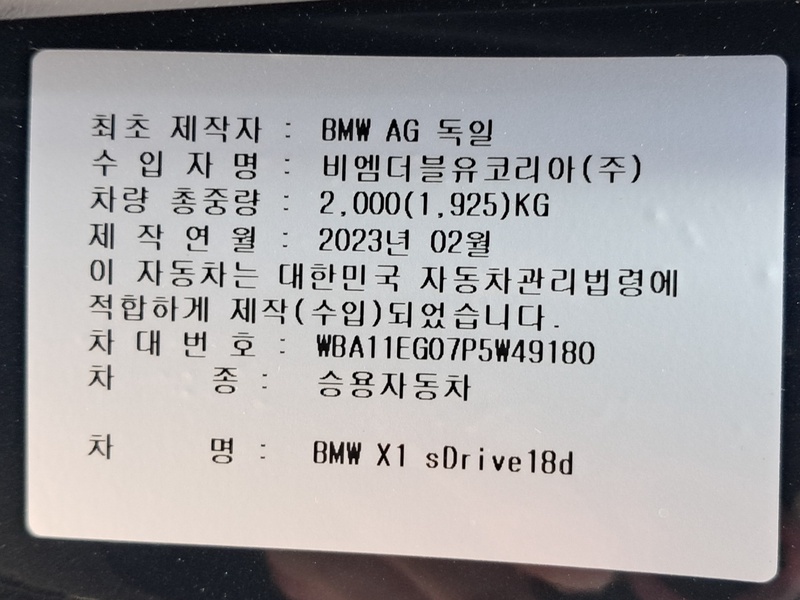 최초 제작자 : BMW AG 독일
수 입 자 명 : 비엠더블유코리아(주)
차량 총중량 : 2,000(1,925)KG
제 작 연 월 : 2023년 02월
이 자동차는 대한민국 자동차관리법령에
적합하게 제작(수입)되었습니다.
차 대 번 호 : WBA11EG07P5W49180
차 종 : 승용자동차
차 명 : BMW X1 sDrive18d